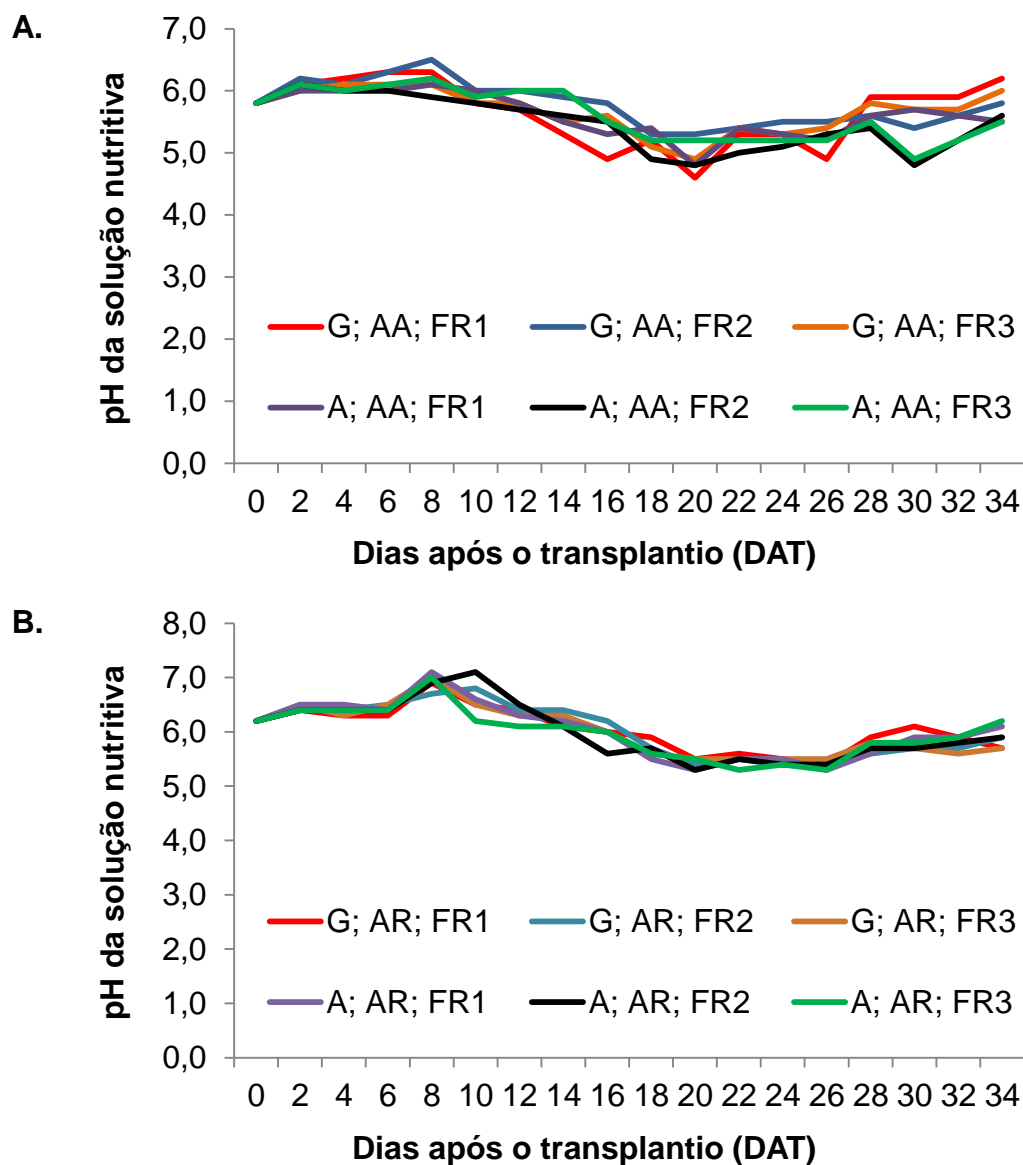 A.
pH da solução nutritiva
7,0
6,0
5,0
4,0
3,0
2,0
1,0
0,0
G; AA; FR1 G; AA; FR2 G; AA; FR3
A; AA; FR1 A; AA; FR2 A; AA; FR3
0 2 4 6 8 10 12 14 16 18 20 22 24 26 28 30 32 34
Dias após o transplantio (DAT)
B.
pH da solução nutritiva
8,0
7,0
6,0
5,0
4,0
3,0
2,0
1,0
0,0
G; AR; FR1 G; AR; FR2 G; AR; FR3
A; AR; FR1 A; AR; FR2 A; AR; FR3
0 2 4 6 8 10 12 14 16 18 20 22 24 26 28 30 32 34
Dias após o transplantio (DAT)